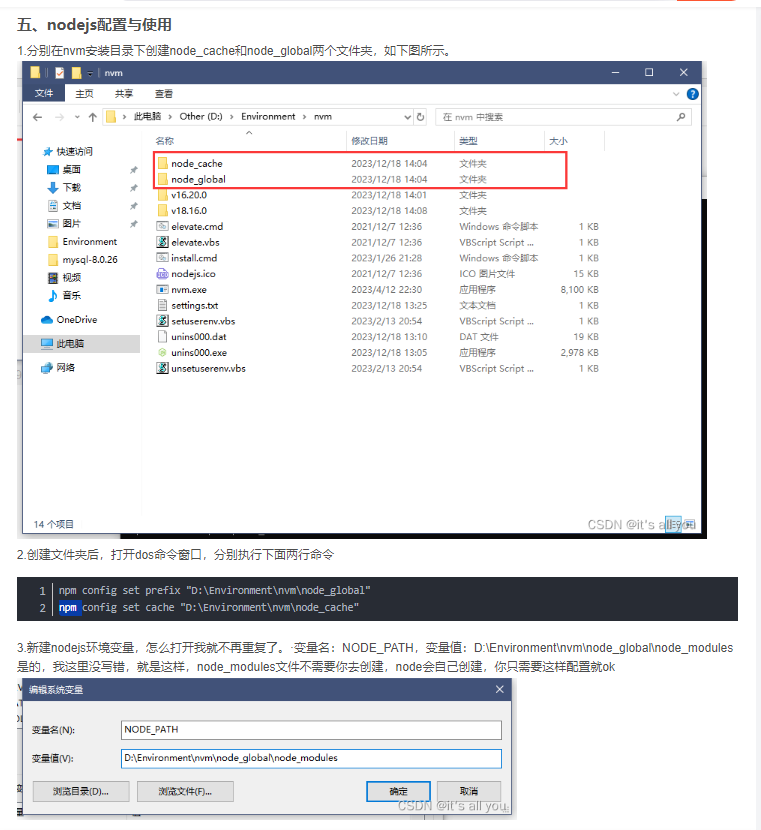 五、nodejs配置与使用
1.分别在nvm安装目录下创建node_cache和node_global两个文件夹，如下图所示。
nvm
文件 主页 共享 查看
此电脑 > Other (D:) > Environment > nvm 在 nvm 中搜索
名称 修改日期 类型 大小
快速访问
桌面
下载
文档
图片
Environment
mysql-8.0.26
视频
音乐
OneDrive
此电脑
网络
node_cache 2023/12/18 14:04 文件夹
node_global 2023/12/18 14:04 文件夹
v16.20.0 2023/12/18 14:01 文件夹
v18.16.0 2023/12/18 14:08 文件夹
elevate.cmd 2021/12/7 12:36 Windows 命令脚本 1 KB
elevate.vbs 2021/12/7 12:36 VBScript Script ... 1 KB
install.cmd 2023/1/26 21:28 Windows 命令脚本 1 KB
nodejs.ico 2021/12/7 12:36 ICO 图片文件 15 KB
nvm.exe 2023/4/12 22:30 应用程序 8,100 KB
settings.txt 2023/12/18 13:25 文本文档 1 KB
setuserenv.vbs 2023/2/13 20:54 VBScript Script ... 1 KB
unins000.dat 2023/12/18 13:10 DAT 文件 19 KB
unins000.exe 2023/12/18 13:05 应用程序 2,978 KB
unsetuserenv.vbs 2023/2/13 20:54 VBScript Script ... 1 KB
14 个项目
CSDN @it's all you
2.创建文件夹后，打开dos命令窗口，分别执行下面两行命令
1 npm config set prefix "D:\Environment\nvm\node_global"
2 npm config set cache "D:\Environment\nvm\node_cache"
3.新建nodejs环境变量，怎么打开我就不再重复了。·变量名：NODE_PATH，变量值：D:\Environment\nvm\node_global\node_modules
是的，我这里没写错，就是这样，node_modules文件不需要你去创建，node会自己创建，你只需要这样配置就ok
编辑系统变量
变量名(N): NODE_PATH
变量值(V): D:\Environment\nvm\node_global\node_modules
浏览目录(D)... 浏览文件(F)... 确定 取消
CSDN @it's all you